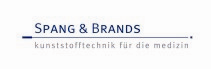 SPANG & BRANDS
kunststofftechnik für die medizin